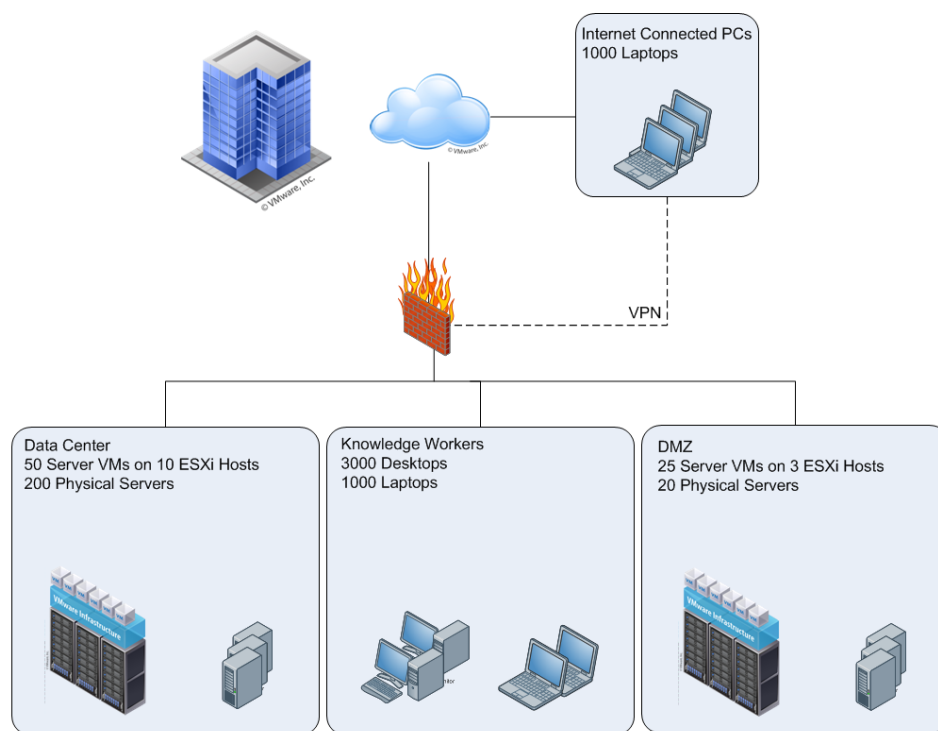 Internet Connected PCs
1000 Laptops
© VMware, Inc.
© VMware, Inc.
VPN
Data Center
50 Server VMs on 10 ESXi Hosts
200 Physical Servers
Knowledge Workers
3000 Desktops
1000 Laptops
DMZ
25 Server VMs on 3 ESXi Hosts
20 Physical Servers
VMware Infrastructure
VMware Infrastructure